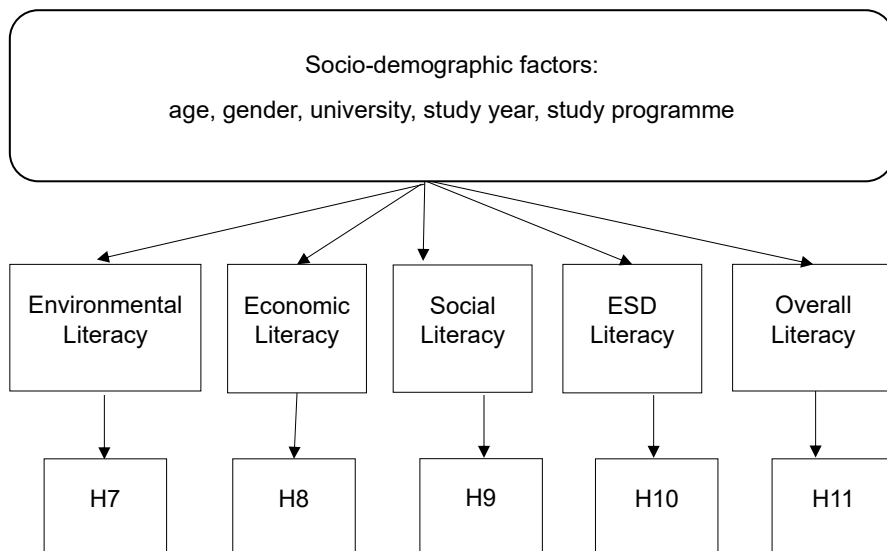 Socio-demographic factors:
age, gender, university, study year, study programme
Environmental
Literacy
Economic
Literacy
Social
Literacy
ESD
Literacy
Overall
Literacy
H7
H8
H9
H10
H11